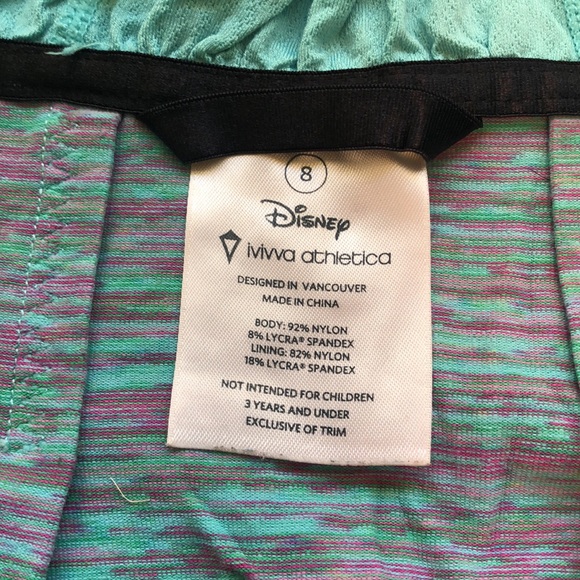 8
Disney
ivivva athletica
DESIGNED IN VANCOUVER
MADE IN CHINA
BODY: 92% NYLON
8% LYCRA® SPANDEX
LINING: 82% NYLON
18% LYCRA® SPANDEX
NOT INTENDED FOR CHILDREN
3 YEARS AND UNDER
EXCLUSIVE OF TRIM